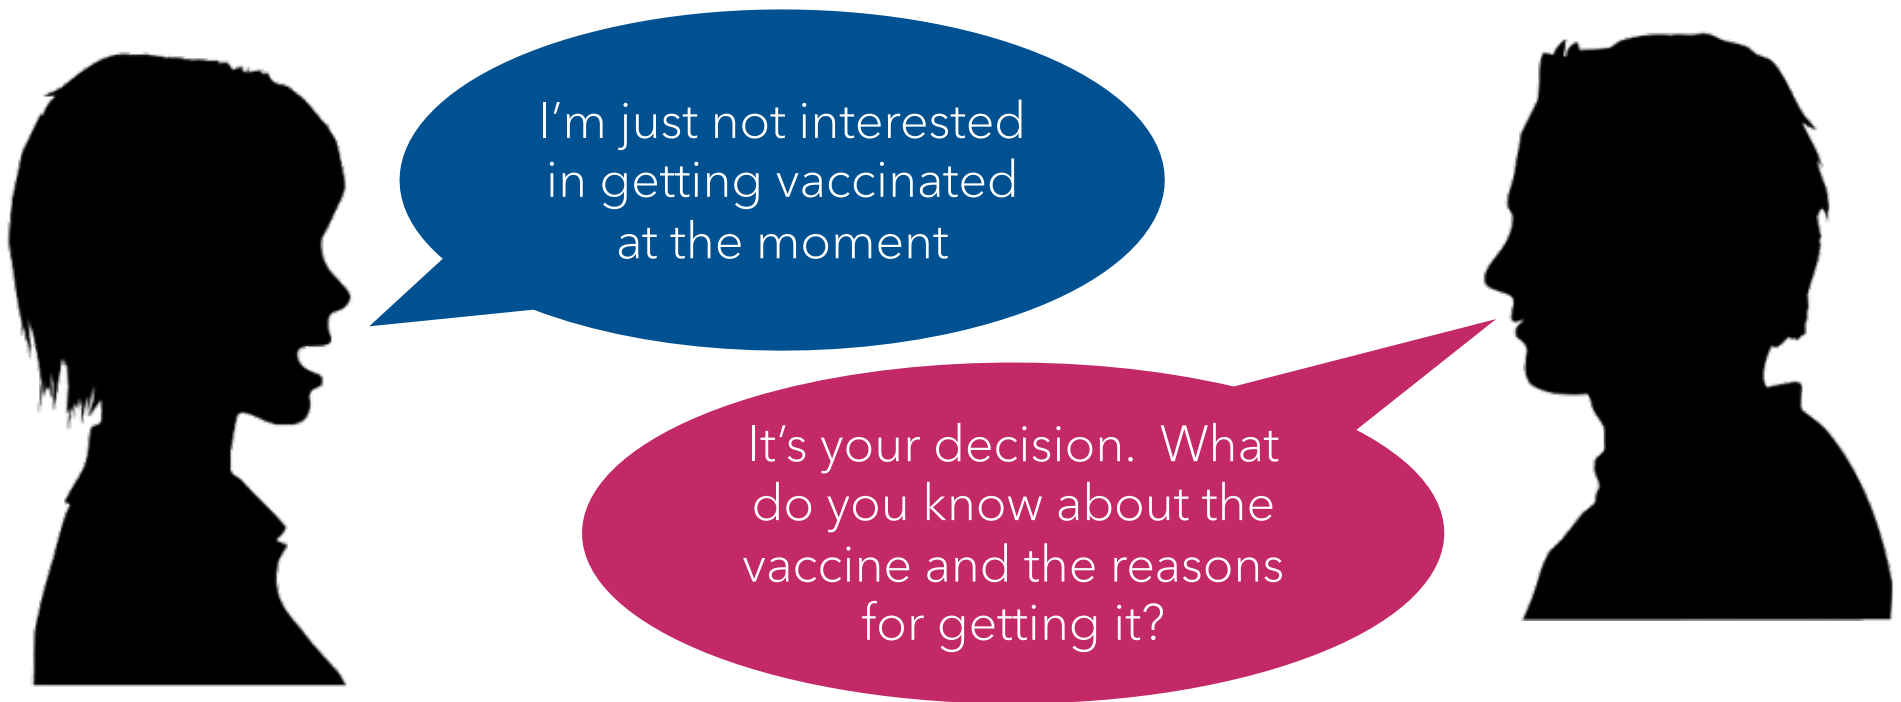 I’m just not interested
in getting vaccinated
at the moment
It’s your decision.  What
do you know about the
vaccine and the reasons
for getting it?